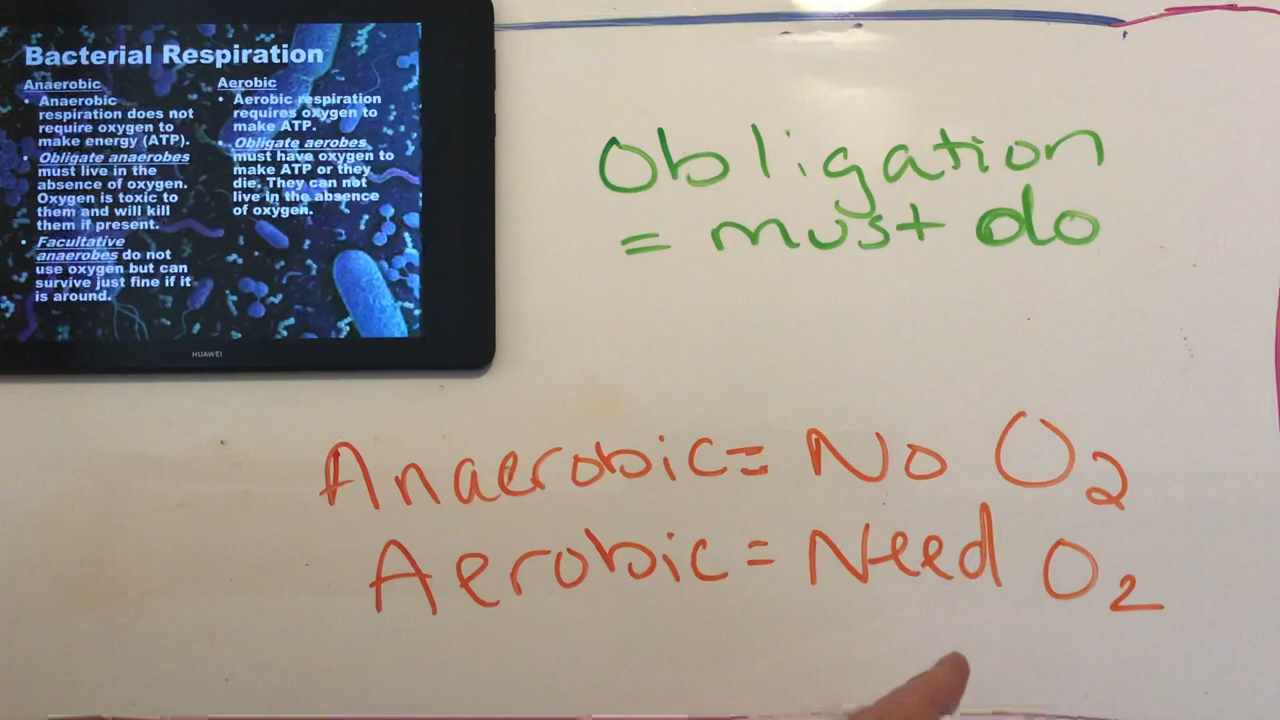 Bacterial Respiration
Anaerobic
• Anaerobic
respiration does not
require oxygen to
make energy (ATP).
• Obligate anaerobes
must live in the
absence of oxygen.
Oxygen is toxic to
them and will kill
them if present.
• Facultative
anaerobes do not
use oxygen but can
survive just fine if it
is around.
Aerobic
• Aerobic respiration
requires oxygen to
make ATP.
• Obligate aerobes
must have oxygen to
make ATP or they
die. They can not
live in the absence
of oxygen.
HUAWEI
Obligation
= must do
Anaerobic = No O2
Aerobic = Need O2